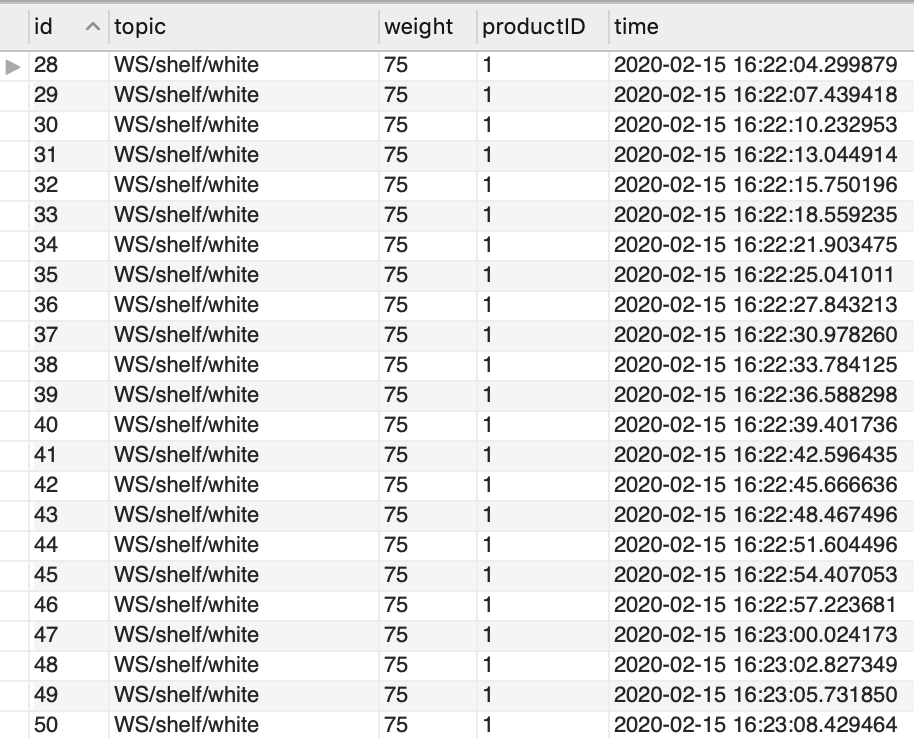 id topic weight productID time
28 WS/shelf/white 75 1 2020-02-15 16:22:04.299879
29 WS/shelf/white 75 1 2020-02-15 16:22:07.439418
30 WS/shelf/white 75 1 2020-02-15 16:22:10.232953
31 WS/shelf/white 75 1 2020-02-15 16:22:13.044914
32 WS/shelf/white 75 1 2020-02-15 16:22:15.750196
33 WS/shelf/white 75 1 2020-02-15 16:22:18.559235
34 WS/shelf/white 75 1 2020-02-15 16:22:21.903475
35 WS/shelf/white 75 1 2020-02-15 16:22:25.041011
36 WS/shelf/white 75 1 2020-02-15 16:22:27.843213
37 WS/shelf/white 75 1 2020-02-15 16:22:30.978260
38 WS/shelf/white 75 1 2020-02-15 16:22:33.784125
39 WS/shelf/white 75 1 2020-02-15 16:22:36.588298
40 WS/shelf/white 75 1 2020-02-15 16:22:39.401736
41 WS/shelf/white 75 1 2020-02-15 16:22:42.596435
42 WS/shelf/white 75 1 2020-02-15 16:22:45.666636
43 WS/shelf/white 75 1 2020-02-15 16:22:48.467496
44 WS/shelf/white 75 1 2020-02-15 16:22:51.604496
45 WS/shelf/white 75 1 2020-02-15 16:22:54.407053
46 WS/shelf/white 75 1 2020-02-15 16:22:57.223681
47 WS/shelf/white 75 1 2020-02-15 16:23:00.024173
48 WS/shelf/white 75 1 2020-02-15 16:23:02.827349
49 WS/shelf/white 75 1 2020-02-15 16:23:05.731850
50 WS/shelf/white 75 1 2020-02-15 16:23:08.429464